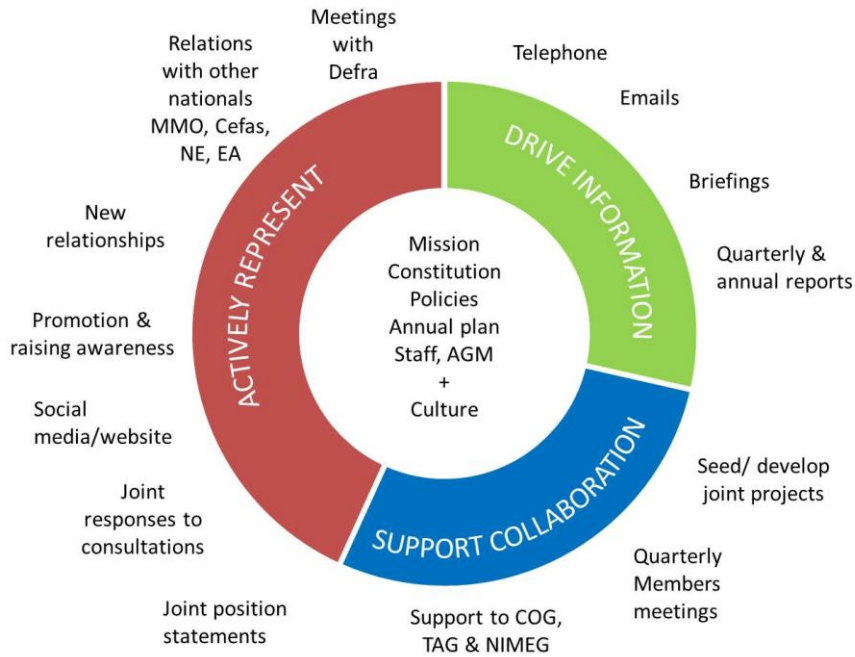 Meetings
with
Defra
Relations
with other
nationals
MMO, Cefas,
NE, EA
New
relationships
Promotion &
raising awareness
Social
media/website
Joint
responses to
consultations
Joint position
statements
ACTIVELY REPRESENT
Telephone
Emails
Briefings
Quarterly &
annual reports
DRIVE INFORMATION
Mission
Constitution
Policies
Annual plan
Staff, AGM
+
Culture
SUPPORT COLLABORATION
Seed/ develop
joint projects
Quarterly
Members
meetings
Support to COG,
TAG & NIMEG